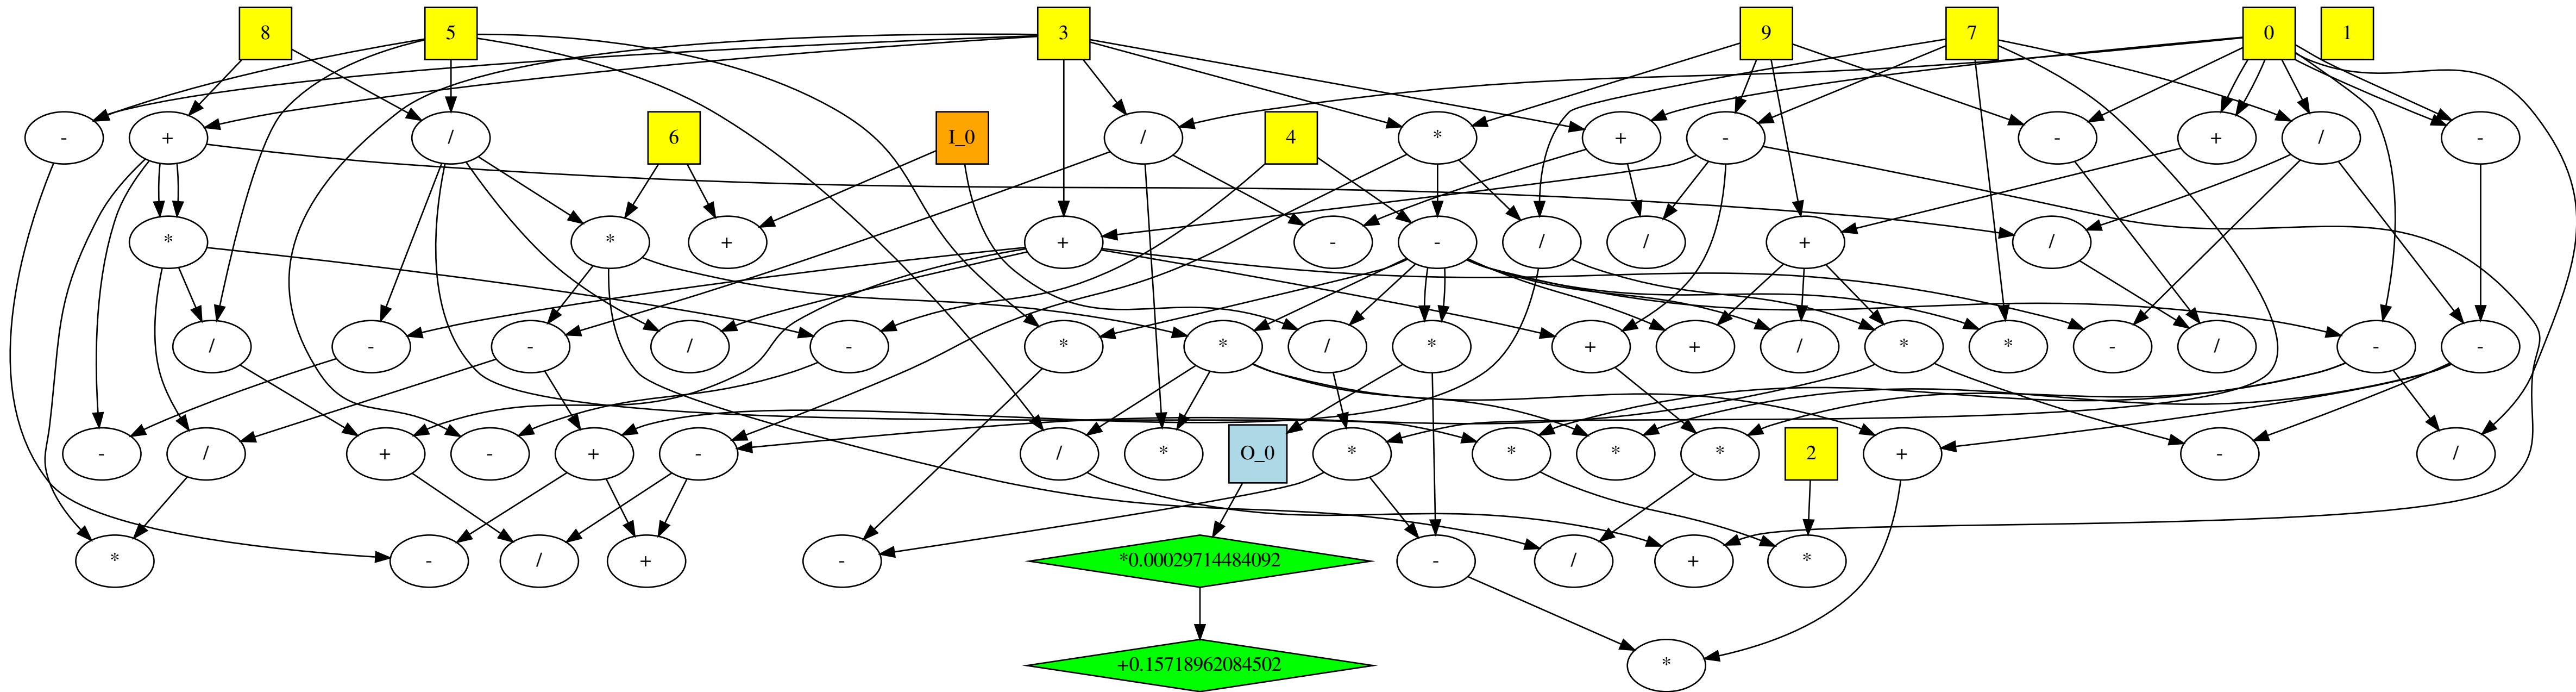 8 5 3 9 7 0 1
- + / 6 I_0 / 4 * + - - + / -
* * + + - - / / + /
/ - - / - * * / * + + / * * - / - -
- / + - + - / * O_0 * * * * 2 + - /
* - / + - *0.00029714484092 - / + *
+0.15718962084502 *